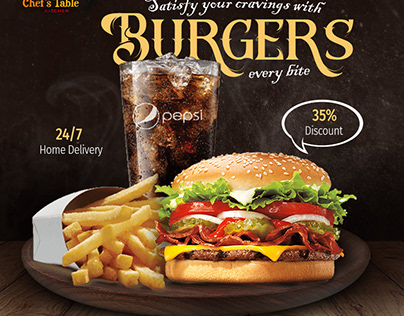 Chef's Table
Satisfy your cravings with
BURGERS
every bite
pepsi
24/7
Home Delivery
35%
Discount